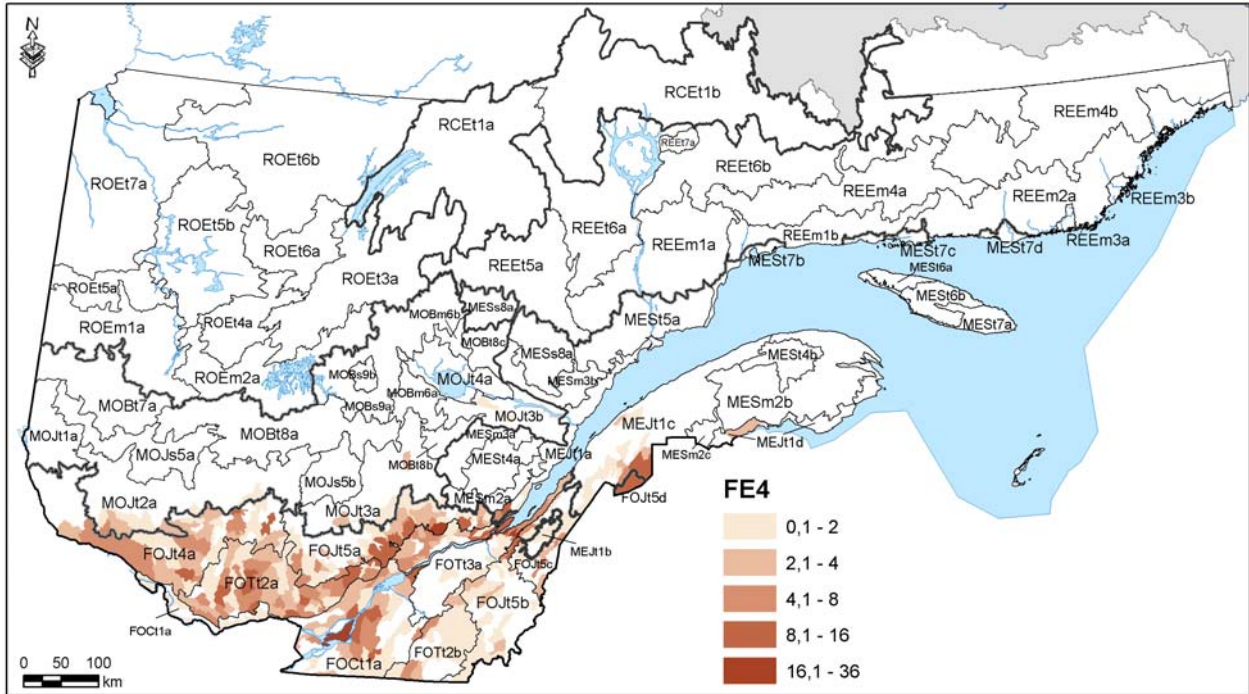 N
RCEt1b
RCEt1a
REEm4b
REEt7a
ROEt6b
REEt6b
ROEt7a
REEm4a
REEm2a
REEm3b
ROEt5b
REEt6a
REEm1a
REEm1b
MESt7c
MESt7d
REEm3a
ROEt6a
MESt7b
MESt6a
REEt5a
ROEt3a
ROEt5a
MESt6b
MOBm6b
MESs8a
MESt5a
MESt7a
ROEm1a
ROEt4a
MOBt8c
MESs8a
MESt4b
ROEm2a
MOBs9b
MOJt4a
MESm3b
MOBm6a
MESm2b
MOBt7a
MOBs9a
MOJt3b
MEJt1c
MOJt1a
MOBt8a
MESm3a
MEJt1a
MEJt1d
MOJs5a
MESt4a
MESm2c
MOBt8b
MOJs5b
FOJt5d
MOJt2a
MOJt3a
MESm2a
FOJt4a
FOJt5a
MEJt1b
FOTt3a
FOJt5c
FOTt2a
FOJt5b
FOCt1a
FOTt2b
FOCt1a
FE4
0,1 - 2
2,1 - 4
4,1 - 8
8,1 - 16
16,1 - 36
0 50 100
km